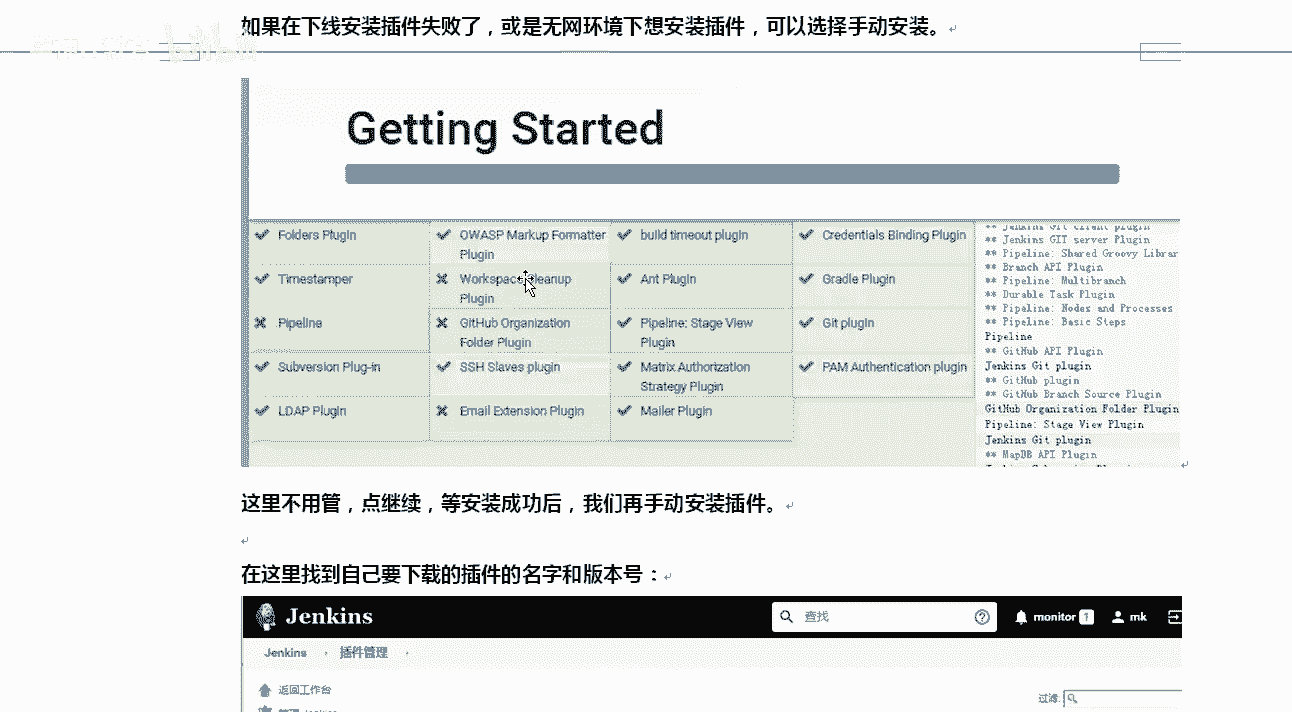 如果在下线安装插件失败了，或是无网环境下想安装插件，可以选择手动安装。
Getting Started
Folders Plugin
OWASP Markup Formatter Plugin
build timeout plugin
Credentials Binding Plugin
Timestamper
Workspace Cleanup Plugin
Ant Plugin
Gradle Plugin
Pipeline
GitHub Organization Folder Plugin
Pipeline: Stage View Plugin
Git plugin
Subversion Plug-in
SSH Slaves plugin
Matrix Authorization Strategy Plugin
PAM Authentication plugin
LDAP Plugin
Email Extension Plugin
Mailer Plugin
** Jenkins Git client plugin
** Jenkins GIT server Plugin
** Pipeline: Shared Groovy Librar
** Branch API Plugin
** Pipeline: Multibranch
** Durable Task Plugin
** Pipeline: Nodes and Processes
** Pipeline: Basic Steps
Pipeline
** GitHub API Plugin
Jenkins Git plugin
** GitHub plugin
** GitHub Branch Source Plugin
GitHub Organization Folder Plugin
Pipeline: Stage View Plugin
Jenkins Git plugin
** MapDB API Plugin
这里不用管，点继续，等安装成功后，我们再手动安装插件。
在这里找到自己要下载的插件的名字和版本号：
Jenkins
查找
monitor 1
mk
Jenkins
插件管理
返回工作台
过滤: